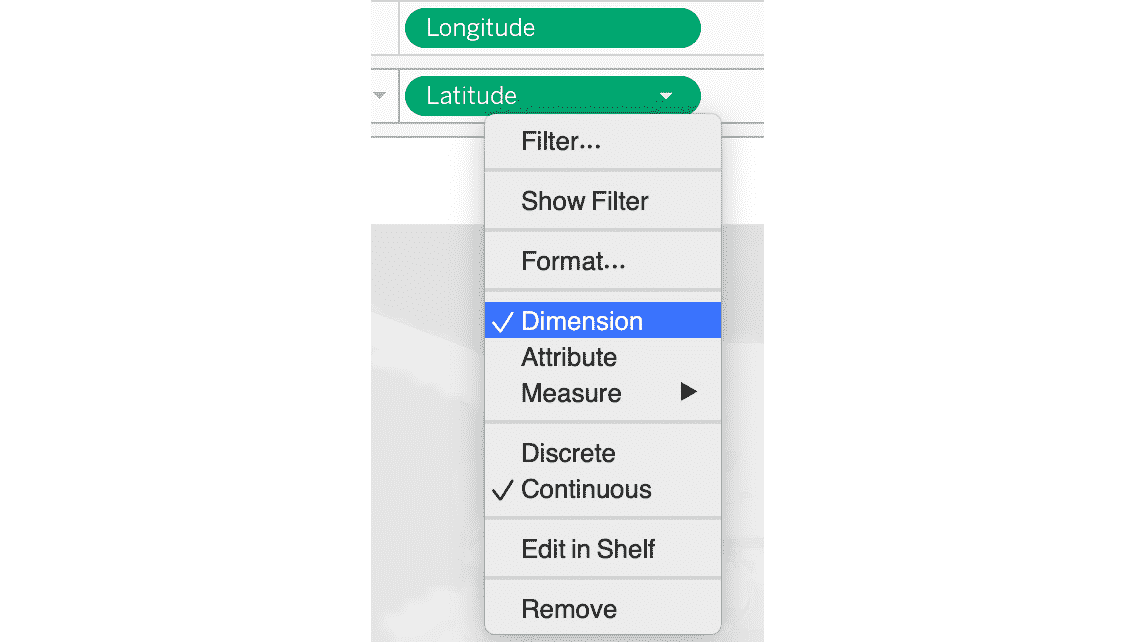 Longitude
Latitude
Filter...
Show Filter
Format...
Dimension
Attribute
Measure
Discrete
Continuous
Edit in Shelf
Remove